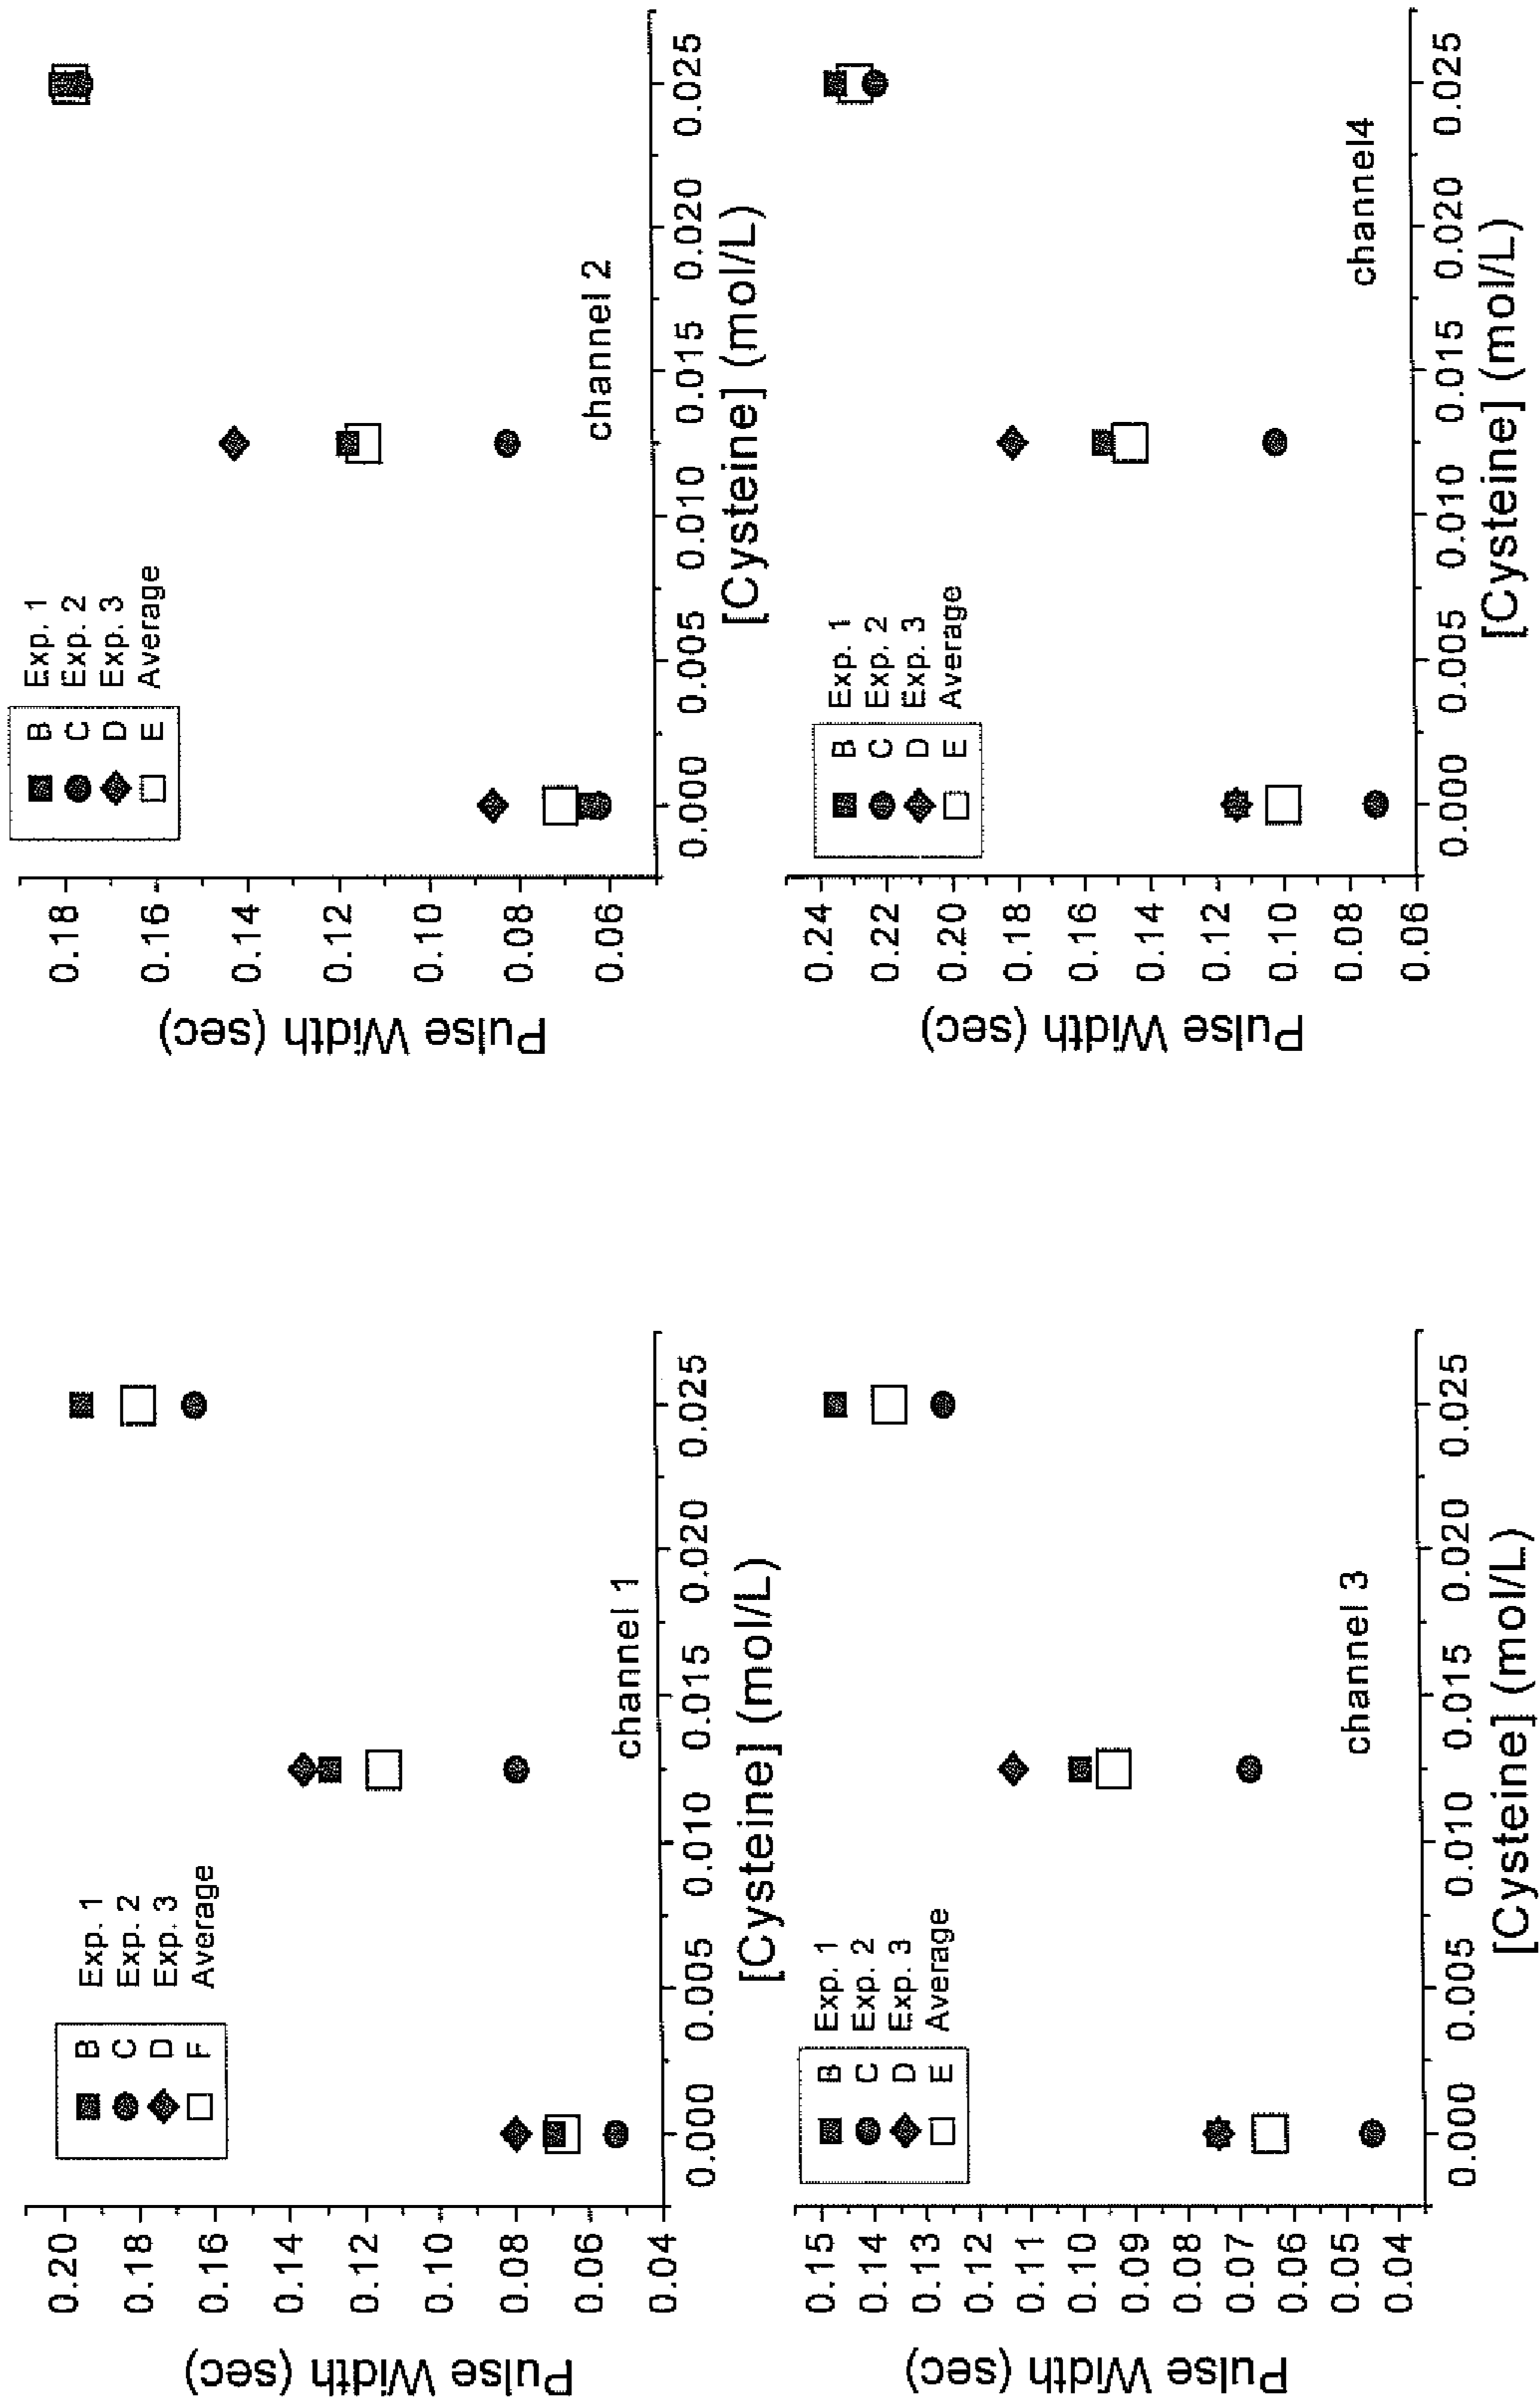 B Exp. 1
C Exp. 2
D Exp. 3
F Average
0.20
0.18
0.16
0.14
0.12
0.10
0.08
0.06
0.04
Pulse Width (sec)
0.000 0.005 0.010 0.015 0.020 0.025
[Cysteine] (mol/L)
channel 1
B Exp. 1
C Exp. 2
D Exp. 3
E Average
0.18
0.16
0.14
0.12
0.10
0.08
0.06
Pulse Width (sec)
0.000 0.005 0.010 0.015 0.020 0.025
[Cysteine] (mol/L)
channel 2
B Exp. 1
C Exp. 2
D Exp. 3
E Average
0.15
0.14
0.13
0.12
0.11
0.10
0.09
0.08
0.07
0.06
0.05
0.04
Pulse Width (sec)
0.000 0.005 0.010 0.015 0.020 0.025
[Cysteine] (mol/L)
channel 3
B Exp. 1
C Exp. 2
D Exp. 3
E Average
0.24
0.22
0.20
0.18
0.16
0.14
0.12
0.10
0.08
0.06
Pulse Width (sec)
0.000 0.005 0.010 0.015 0.020 0.025
[Cysteine] (mol/L)
channel4